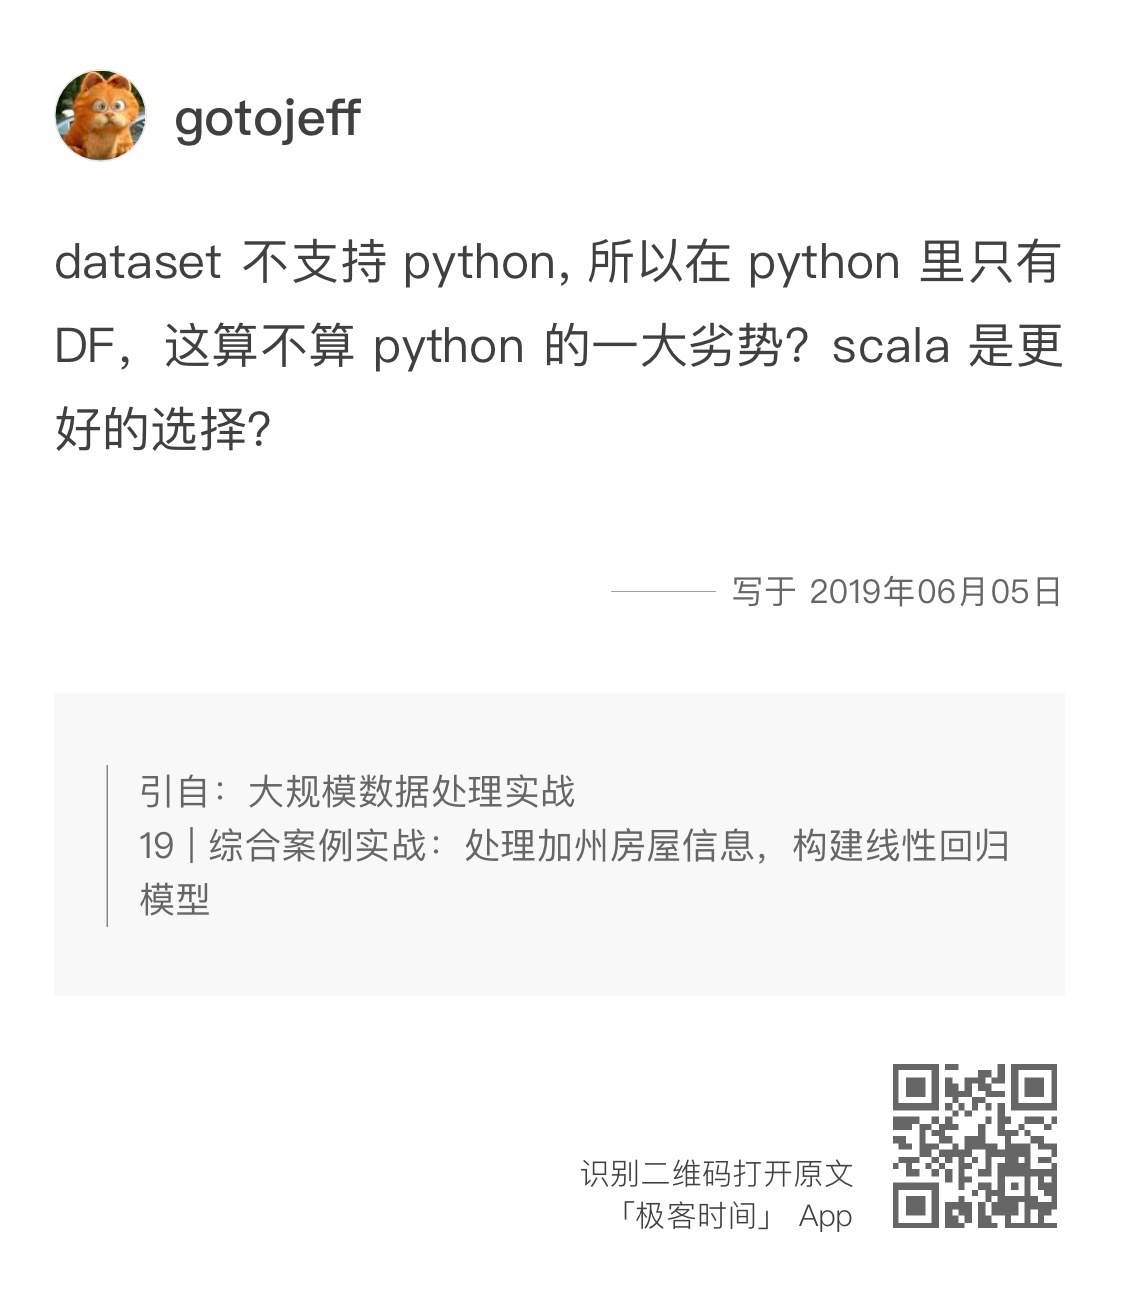 gotojeff
dataset 不支持 python, 所以在 python 里只有
DF，这算不算 python 的一大劣势？scala 是更
好的选择？
写于 2019年06月05日
引自：大规模数据处理实战
19 | 综合案例实战：处理加州房屋信息，构建线性回归
模型
识别二维码打开原文
「极客时间」 App